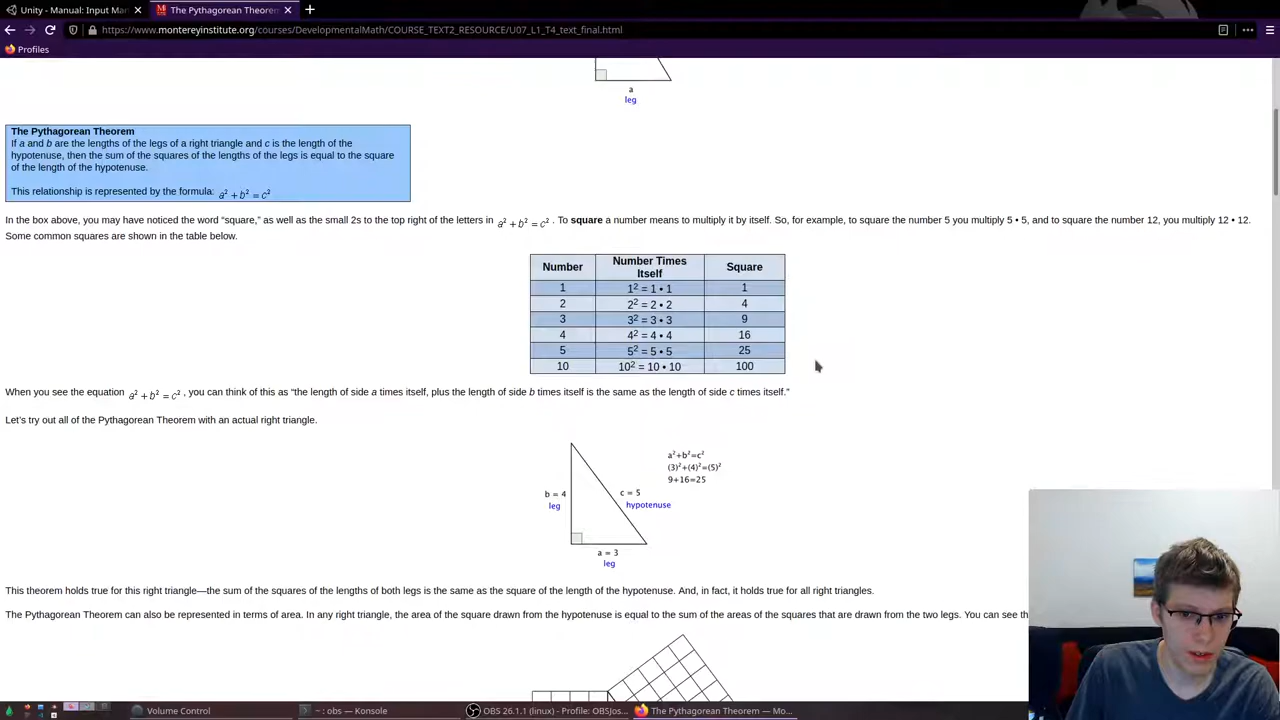 Unity - Manual: Input Mar
The Pythagorean Theorem
https://www.montereyinstitute.org/courses/DevelopmentalMath/COURSE_TEXT2_RESOURCE/U07_L1_T4_text_final.html
Profiles
a
leg
The Pythagorean Theorem
If a and b are the lengths of the legs of a right triangle and c is the length of the
hypotenuse, then the sum of the squares of the lengths of the legs is equal to the square
of the length of the hypotenuse.
This relationship is represented by the formula: a² + b² = c²
In the box above, you may have noticed the word “square,” as well as the small 2s to the top right of the letters in a² + b² = c² . To square a number means to multiply it by itself. So, for example, to square the number 5 you multiply 5 • 5, and to square the number 12, you multiply 12 • 12.
Some common squares are shown in the table below.
Number Number Times Itself Square
1 1² = 1 • 1 1
2 2² = 2 • 2 4
3 3² = 3 • 3 9
4 4² = 4 • 4 16
5 5² = 5 • 5 25
10 10² = 10 • 10 100
When you see the equation a² + b² = c² , you can think of this as “the length of side a times itself, plus the length of side b times itself is the same as the length of side c times itself.”
Let’s try out all of the Pythagorean Theorem with an actual right triangle.
a²+b²=c²
(3)²+(4)²=(5)²
9+16=25
b = 4
leg
c = 5
hypotenuse
a = 3
leg
This theorem holds true for this right triangle—the sum of the squares of the lengths of both legs is the same as the square of the length of the hypotenuse. And, in fact, it holds true for all right triangles.
The Pythagorean Theorem can also be represented in terms of area. In any right triangle, the area of the square drawn from the hypotenuse is equal to the sum of the areas of the squares that are drawn from the two legs. You can see the
Volume Control
~ : obs — Konsole
OBS 26.1.1 (linux) - Profile: OBSJos...
The Pythagorean Theorem — Mo...